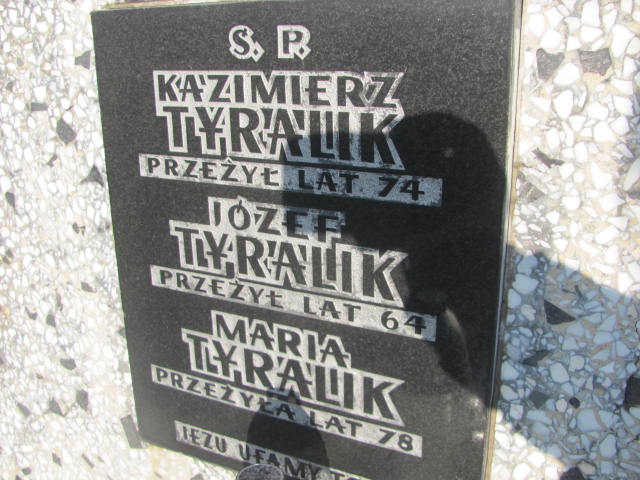 Ś. P.
KAZIMIERZ
TYRALIK
PRZEŻYŁ LAT 74
JÓZEF
TYRALIK
PRZEŻYŁ LAT 64
MARIA
TYRALIK
PRZEŻYŁA LAT 78
JEZU UFAMY